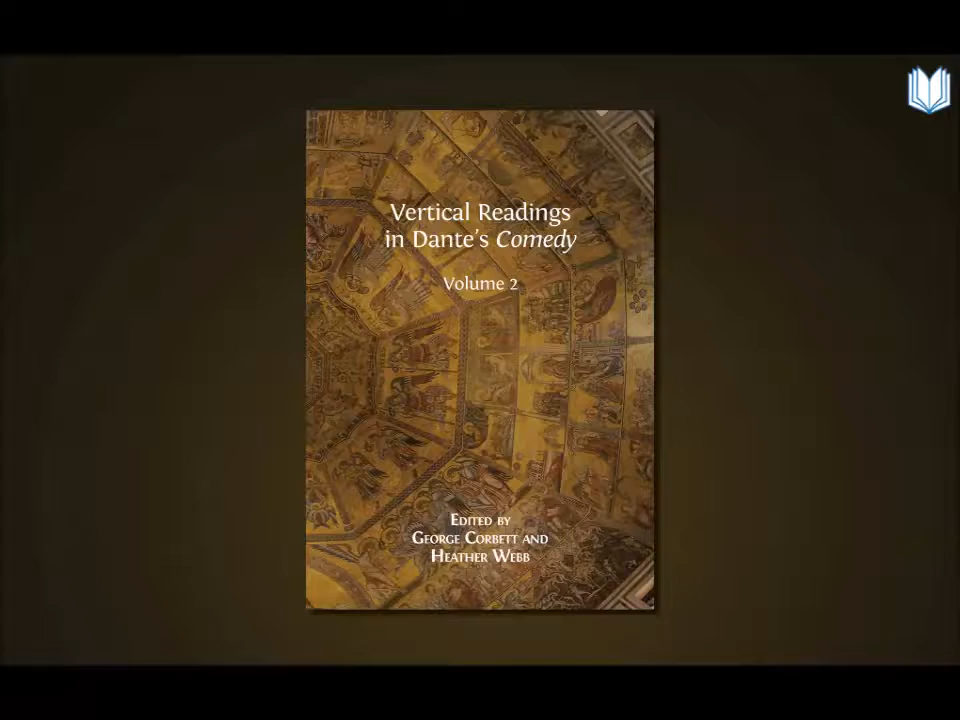 Vertical Readings
in Dante's Comedy
Volume 2
Edited by
George Corbett and
Heather Webb